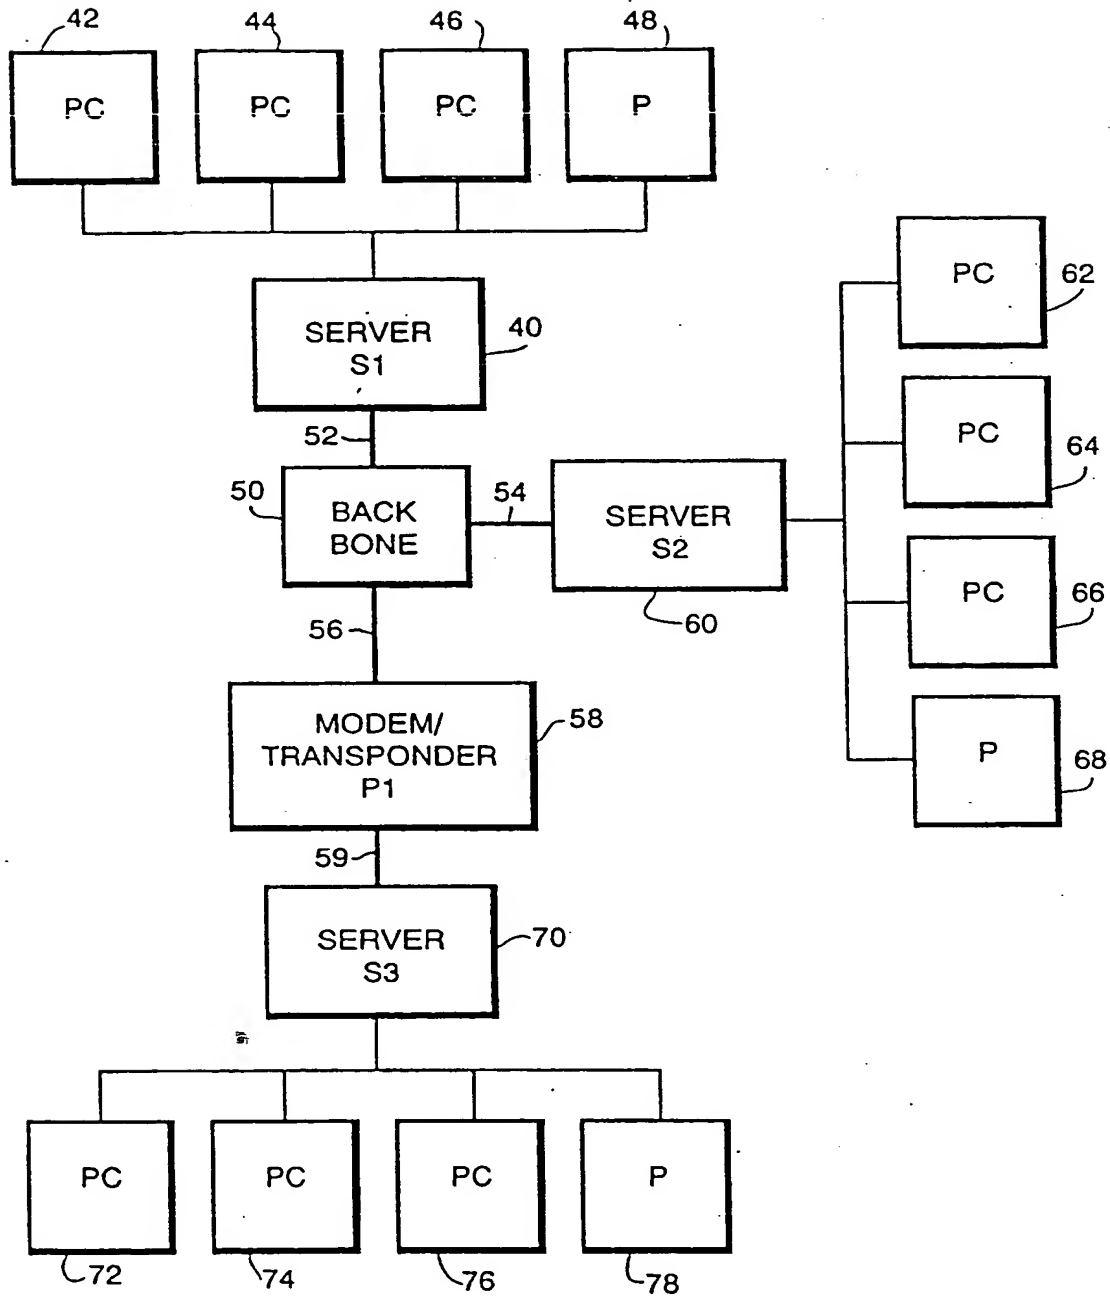 42 44 46 48
PC PC PC P
SERVER
S1
40
52
50
BACK
BONE
54
SERVER
S2
60
PC
62
PC
64
PC
66
P
68
56
MODEM/
TRANSPONDER
P1
58
59
SERVER
S3
70
PC PC PC P
72 74 76 78